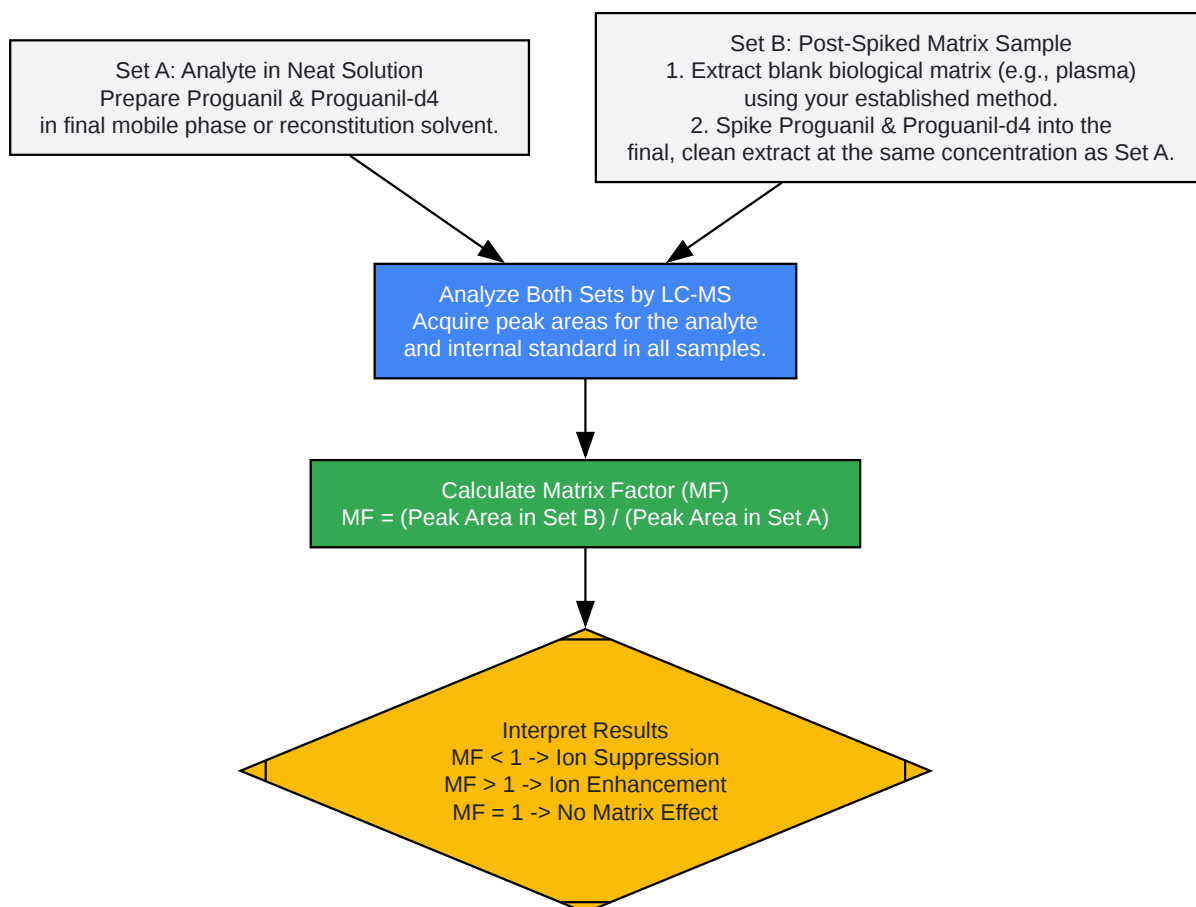 Set A: Analyte in Neat Solution
Prepare Proguanil & Proguanil-d4
in final mobile phase or reconstitution solvent.
Set B: Post-Spiked Matrix Sample
1. Extract blank biological matrix (e.g., plasma)
using your established method.
2. Spike Proguanil & Proguanil-d4 into the
final, clean extract at the same concentration as Set A.
Analyze Both Sets by LC-MS
Acquire peak areas for the analyte
and internal standard in all samples.
Calculate Matrix Factor (MF)
MF = (Peak Area in Set B) / (Peak Area in Set A)
Interpret Results
MF < 1 -> Ion Suppression
MF > 1 -> Ion Enhancement
MF = 1 -> No Matrix Effect